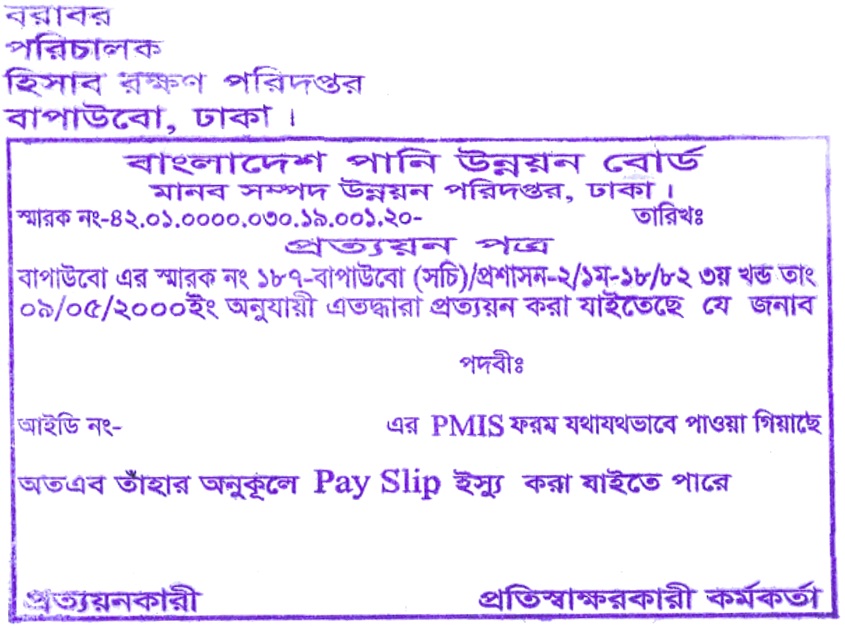 বরাবর
পরিচালক
হিসাব রক্ষণ পরিদপ্তর
বাপাউবো, ঢাকা ।
বাংলাদেশ পানি উন্নয়ন বোর্ড
মানব সম্পদ উন্নয়ন পরিদপ্তর, ঢাকা ।
স্মারক নং-৪২.০১.০০০০.০৩০.১৯.০০১.২০- তারিখঃ
প্রত্যয়ন পত্র
বাপাউবো এর স্মারক নং ১৮৭-বাপাউবো (সচি)/প্রশাসন-২/১ম-১৮/৮২ ৩য় খন্ড তাং
০৯/০৫/২০০০ইং অনুযায়ী এতদ্ধারা প্রত্যয়ন করা যাইতেছে যে জনাব
পদবীঃ
আইডি নং- এর PMIS ফরম যথাযথভাবে পাওয়া গিয়াছে
অতএব তাঁহার অনুকূলে Pay Slip ইস্যু করা যাইতে পারে
প্রত্যয়নকারী প্রতিস্বাক্ষরকারী কর্মকর্তা